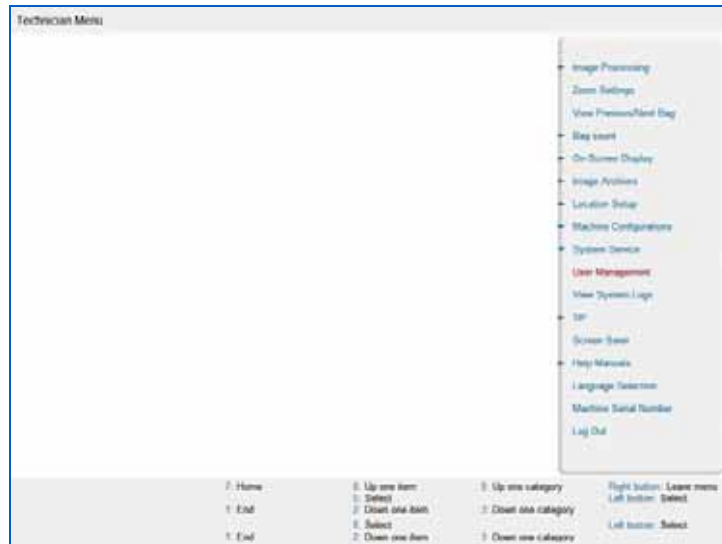 Technician Menu
Image Processing
Zoom Settings
View Previous/Next Bag
Bag count
On-Screen Display
Image Archives
Location Setup
Machine Configurations
System Service
User Management
View System Logs
TIP
Screen Saver
Help Manuals
Language Selection
Machine Serial Number
Log Out
7: Home 8: Up one item 9: Up one category Right button: Leave menu
5: Select Left button: Select
1: End 2: Down one item 3: Down one category
5: Select Left button: Select
1: End 2: Down one item 3: Down one category